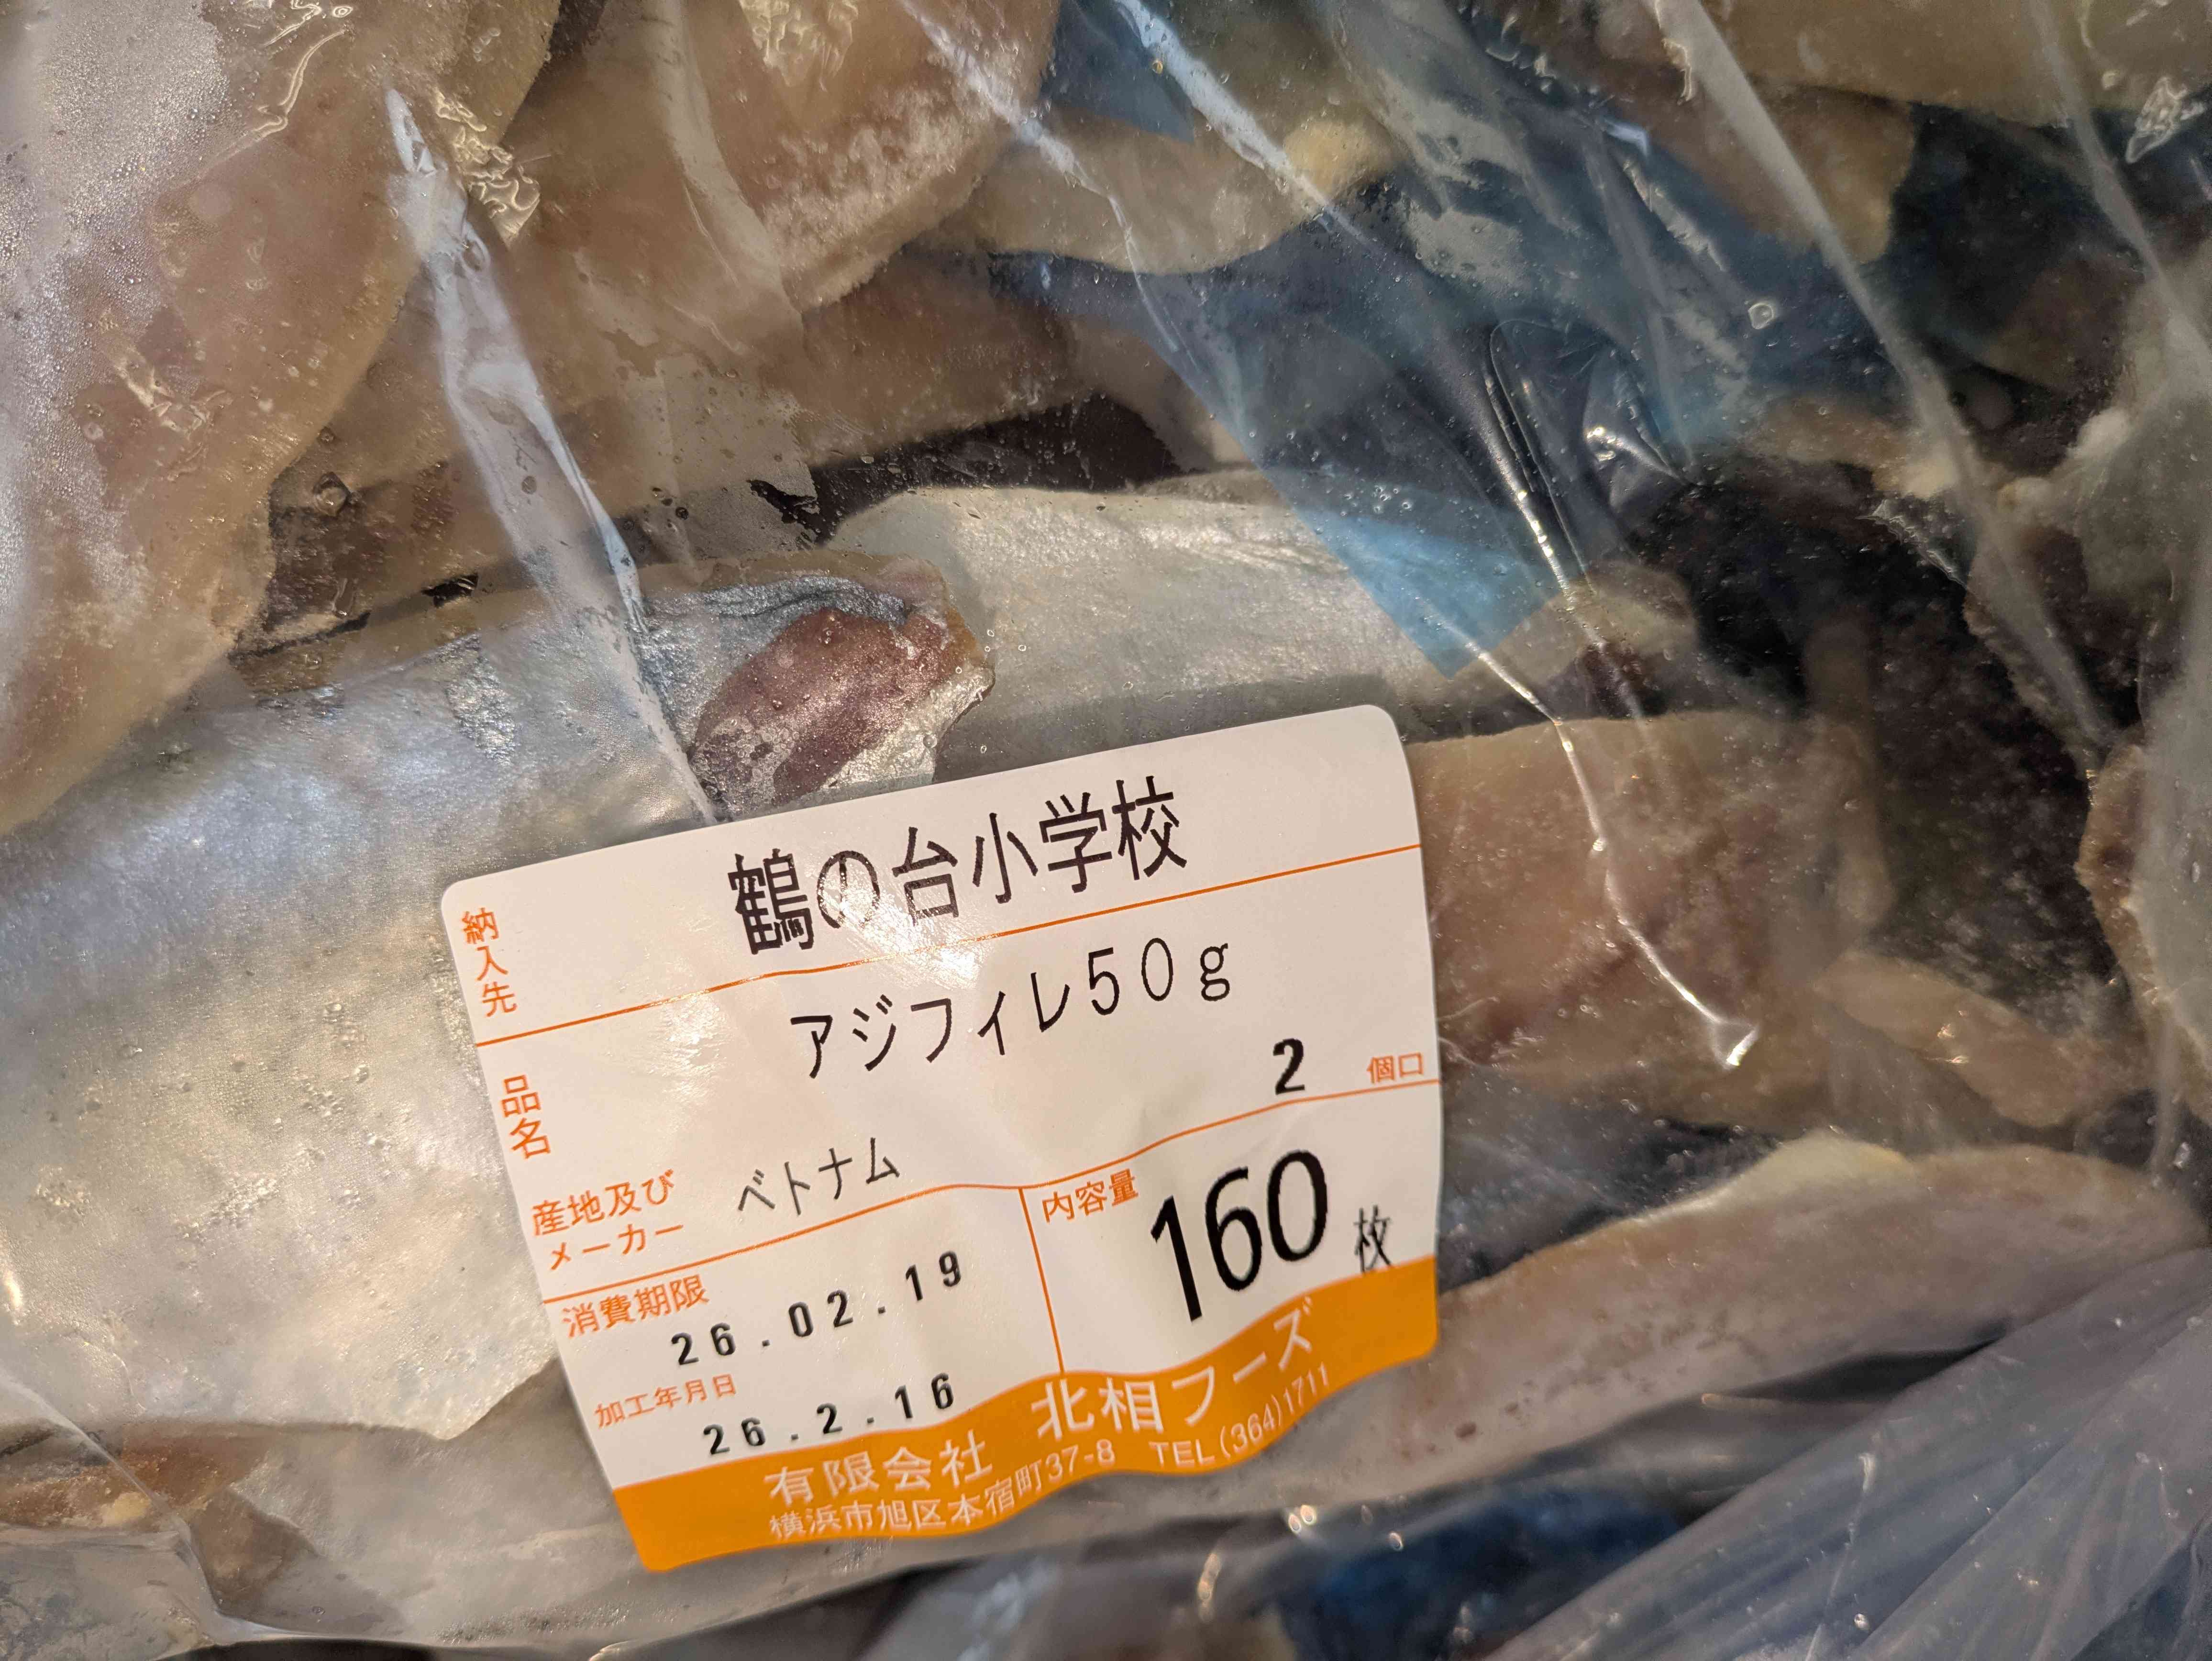 納入先 鶴の台小学校
品名 アジフィレ50g
2 個口
産地及びメーカー ベトナム
消費期限 26.02.19
内容量 160 枚
加工年月日 26.2.16
有限会社 北相フーズ
横浜市旭区本宿町37-8 TEL(364)1711